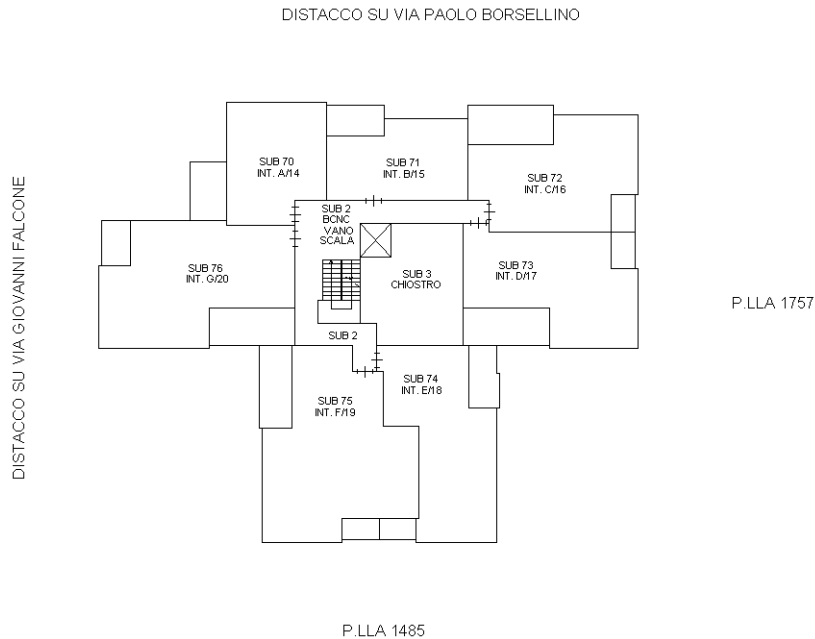 DISTACCO SU VIA PAOLO BORSELLINO
DISTACCO SU VIA GIOVANNI FALCONE
SUB 70
INT. A/14
SUB 71
INT. B/15
SUB 72
INT. C/16
SUB 2
BCNC
VANO
SCALA
SUB 76
INT. G/20
SUB 3
CHIOSTRO
SUB 73
INT. D/17
P.LLA 1757
SUB 2
SUB 74
INT. E/18
SUB 75
INT. F/19
P.LLA 1485